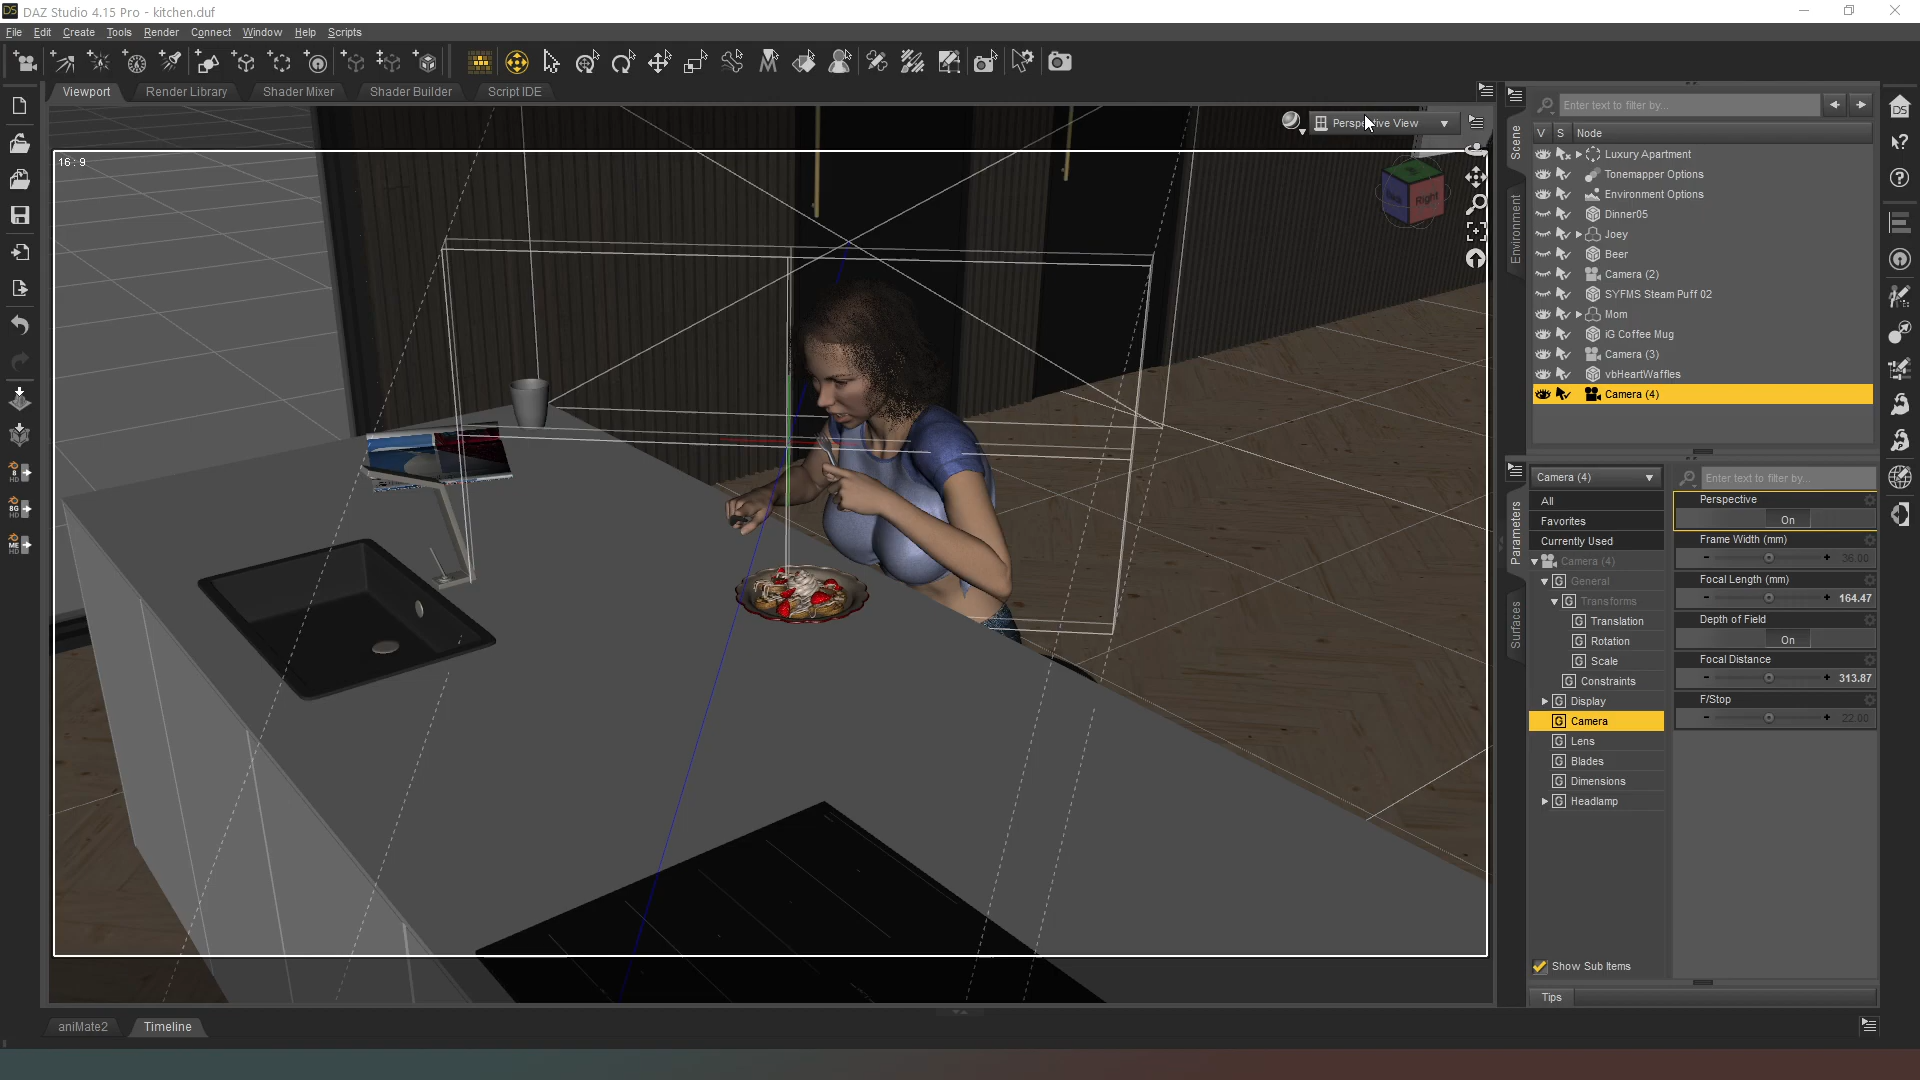 DAZ Studio 4.15 Pro - kitchen.duf
File Edit Create Tools Render Connect Window Help Scripts
Viewport Render Library Shader Mixer Shader Builder Script IDE
Perspective View
16 : 9
Right
Enter text to filter by...
V S Node
Luxury Apartment
Tonemapper Options
Environment Options
Dinner05
Joey
Beer
Camera (2)
SYFMS Steam Puff 02
Mom
iG Coffee Mug
Camera (3)
vbHeartWaffles
Camera (4)
Scene
Environment
Camera (4)
Enter text to filter by...
All
Favorites
Currently Used
Camera (4)
General
Transforms
Translation
Rotation
Scale
Constraints
Display
Camera
Lens
Blades
Dimensions
Headlamp
Show Sub Items
Parameters
Surfaces
Perspective
On
Frame Width (mm)
36.00
Focal Length (mm)
164.47
Depth of Field
On
Focal Distance
313.87
F/Stop
22.00
Tips
aniMate2 Timeline